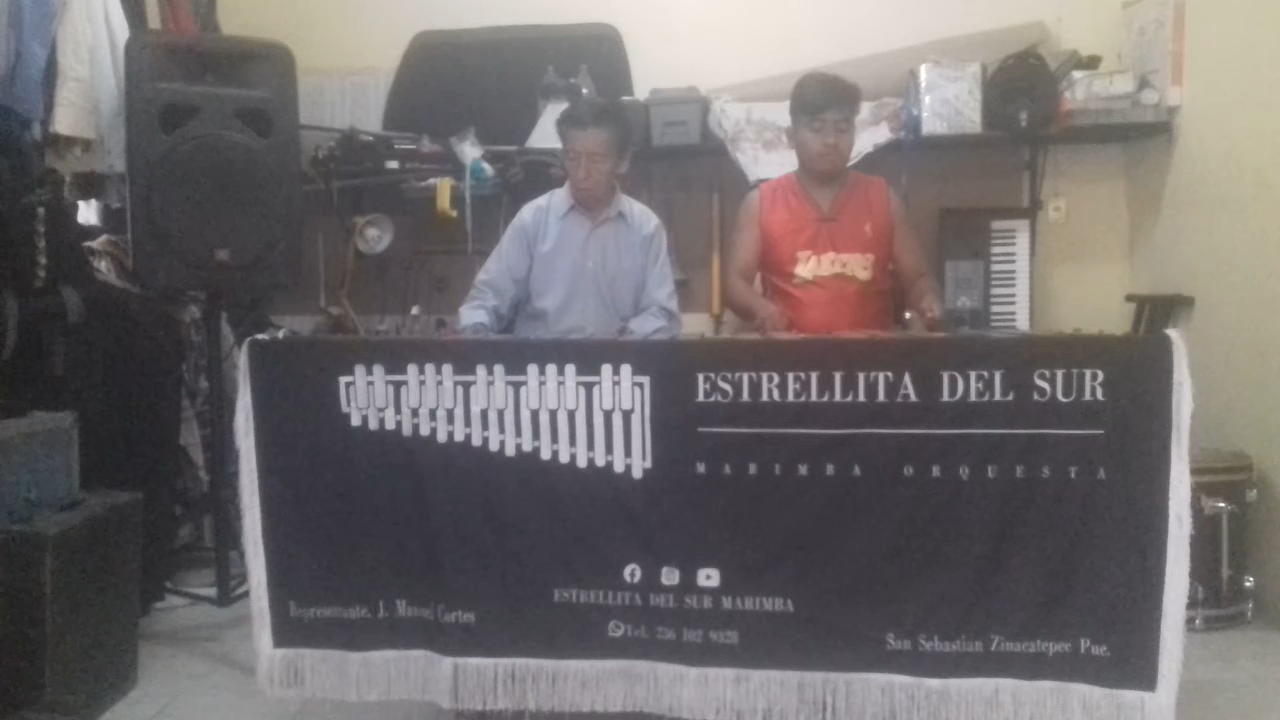 LAKERS
ESTRELLITA DEL SUR
MARIMBA ORQUESTA
ESTRELLITA DEL SUR MARIMBA
Representante. J. Manuel Cortes
Tel. 236 102 9328
San Sebastian Zinacatepec Pue.